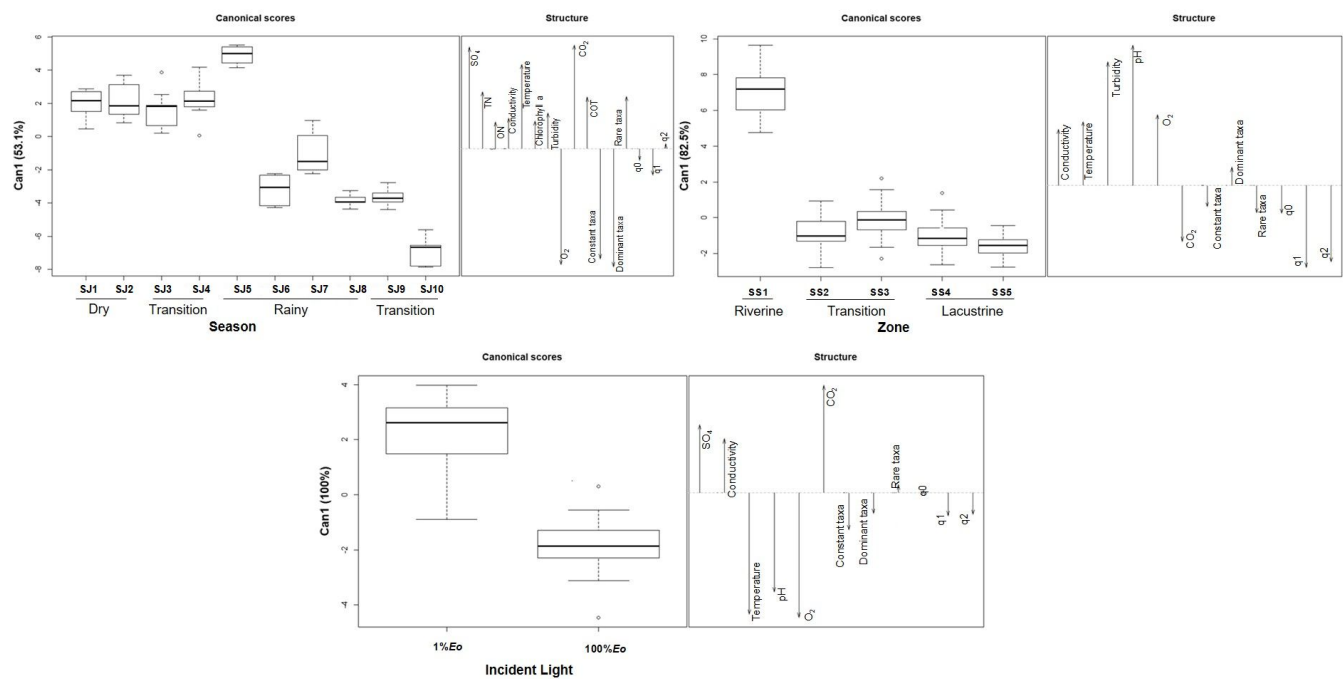 Canonical scores
Structure
Can1 (53.1%)
6
4
2
0
-2
-4
-6
-8
SO4
TN
ON
Conductivity
Temperature
Chlorophyll a
Turbidity
O2
CO2
COT
Constant taxa
Dominant taxa
Rare taxa
q0
q1
q2
SJ1 SJ2 SJ3 SJ4 SJ5 SJ6 SJ7 SJ8 SJ9 SJ10
Dry Transition Rainy Transition
Season
Canonical scores
Structure
Can1 (82.5%)
10
8
6
4
2
0
-2
Conductivity
Temperature
Turbidity
pH
O2
CO2
Constant taxa
Dominant taxa
Rare taxa
q0
q1
q2
SS1 SS2 SS3 SS4 SS5
Riverine Transition Lacustrine
Zone
Canonical scores
Structure
Can1 (100%)
4
2
0
-2
-4
SO4
Conductivity
Temperature
pH
O2
CO2
Constant taxa
Dominant taxa
Rare taxa
q0
q1
q2
1%Eo 100%Eo
Incident Light